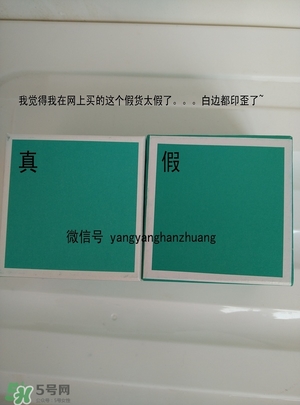 我觉得我在网上买的这个假货太假了。。。白边都印歪了~
真 假
微信号 yangyanghanzhuang
5号网